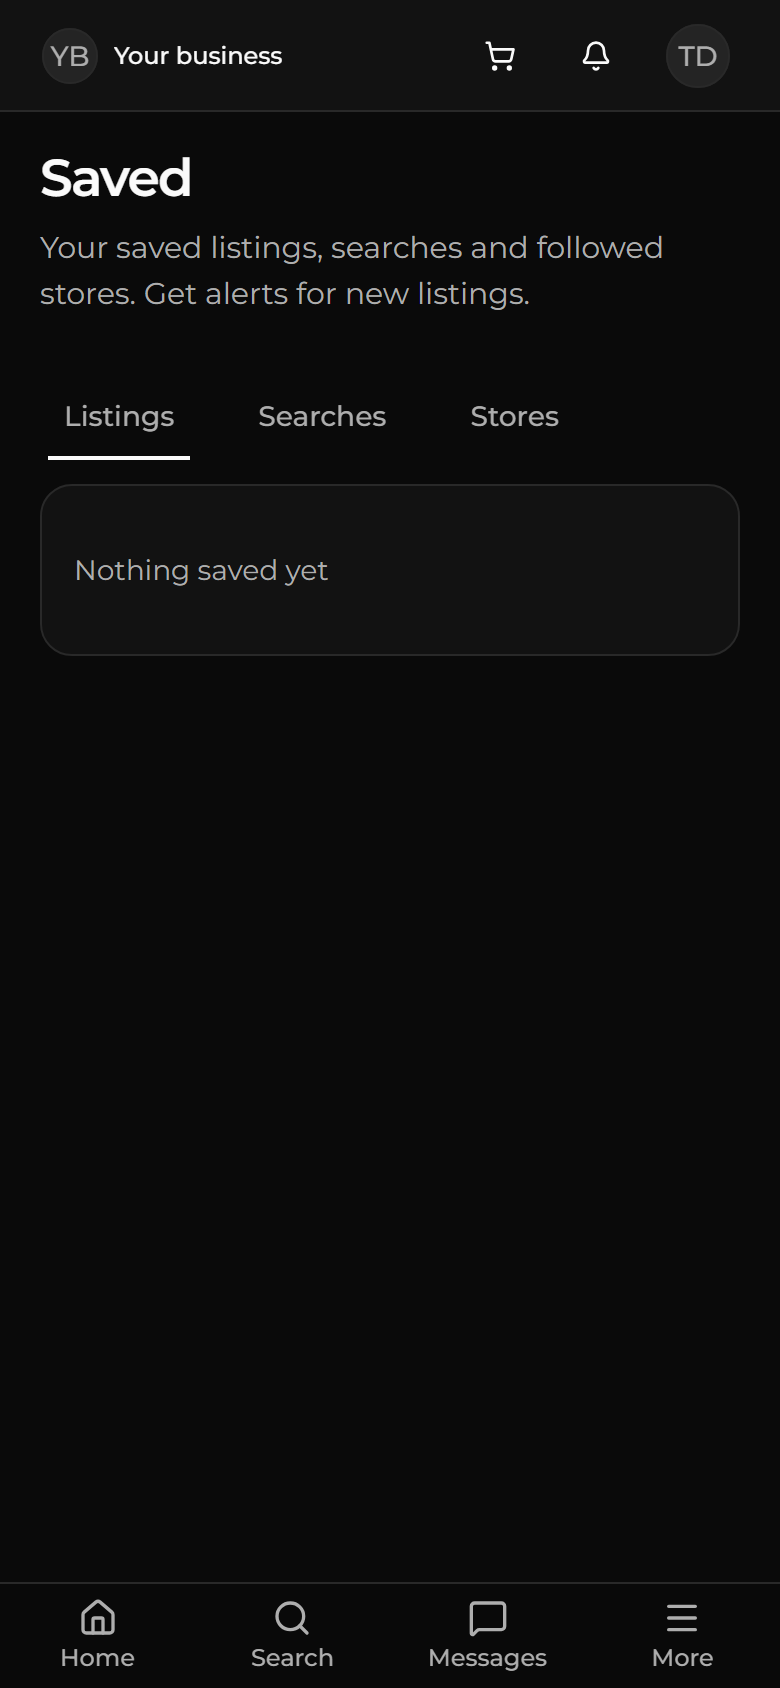 YB Your business TD
Saved
Your saved listings, searches and followed
stores. Get alerts for new listings.
Listings Searches Stores
Nothing saved yet
Home Search Messages More